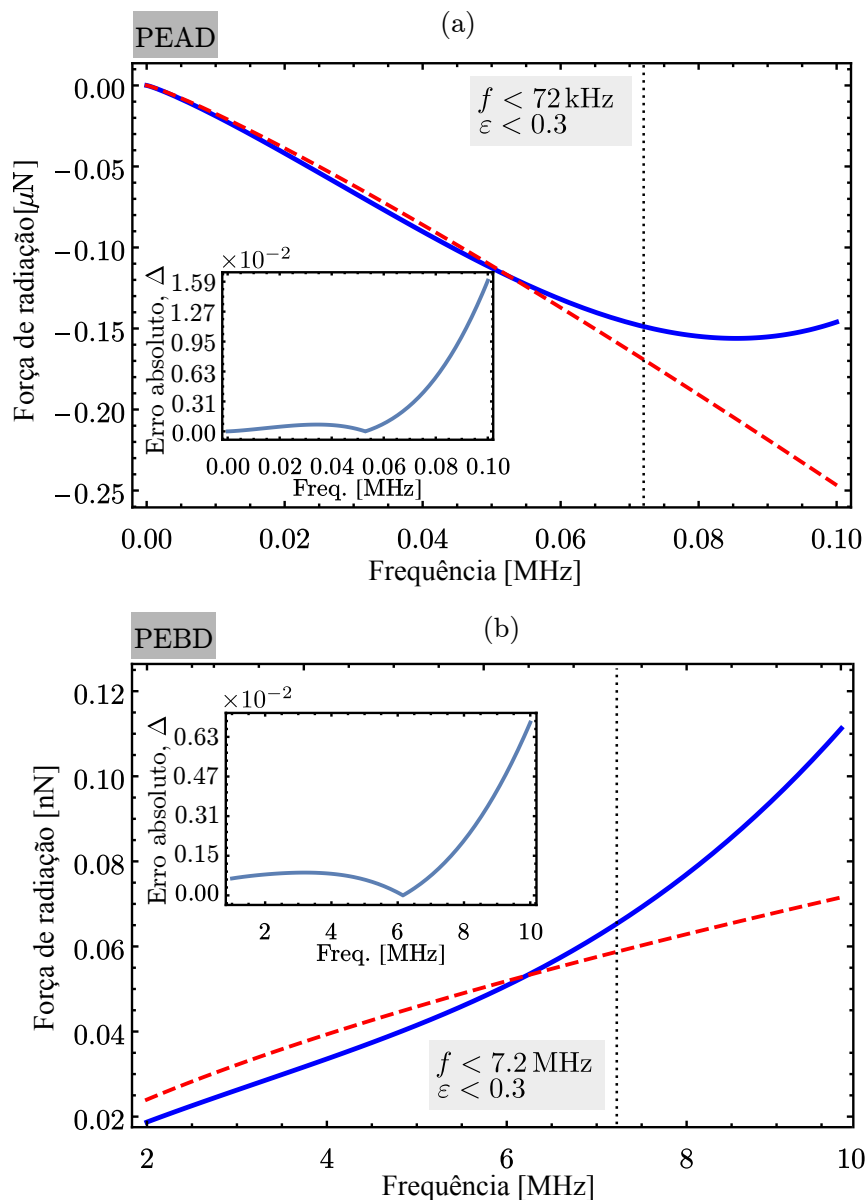 (a)
PEAD
f < 72 kHz
ε < 0.3
Força de radiação[μN]
0.00
−0.05
−0.10
−0.15
−0.20
−0.25
×10⁻²
Erro absoluto, Δ
1.59
1.27
0.95
0.63
0.31
0.00
0.00 0.02 0.04 0.06 0.08 0.10
Freq. [MHz]
0.00 0.02 0.04 0.06 0.08 0.10
Frequência [MHz]
(b)
PEBD
Força de radiação [nN]
0.12
0.10
0.08
0.06
0.04
0.02
×10⁻²
Erro absoluto, Δ
0.63
0.47
0.31
0.15
0.00
2 4 6 8 10
Freq. [MHz]
f < 7.2 MHz
ε < 0.3
2 4 6 8 10
Frequência [MHz]